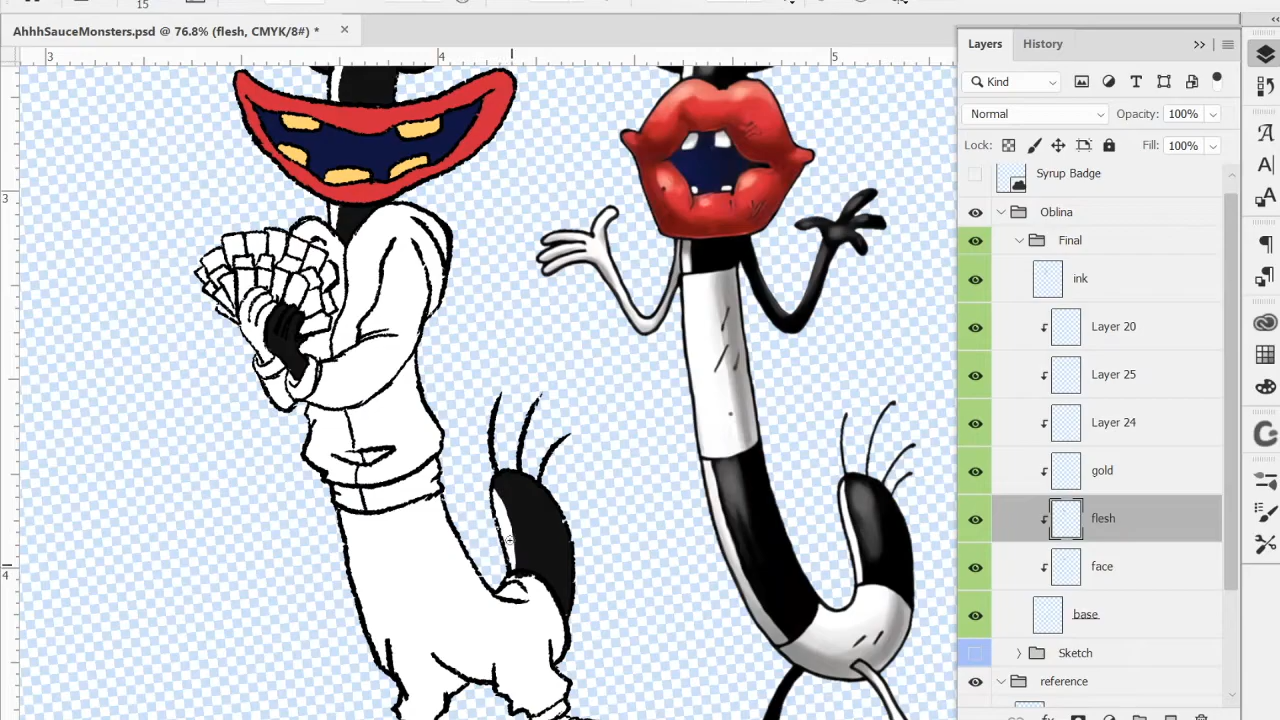 15
AhhhSauceMonsters.psd @ 76.8% (flesh, CMYK/8#) *
3
4
5
3
4
Layers
History
Kind
Normal
Opacity: 100%
Lock:
Fill: 100%
Syrup Badge
Oblina
Final
ink
Layer 20
Layer 25
Layer 24
gold
flesh
face
base
Sketch
reference